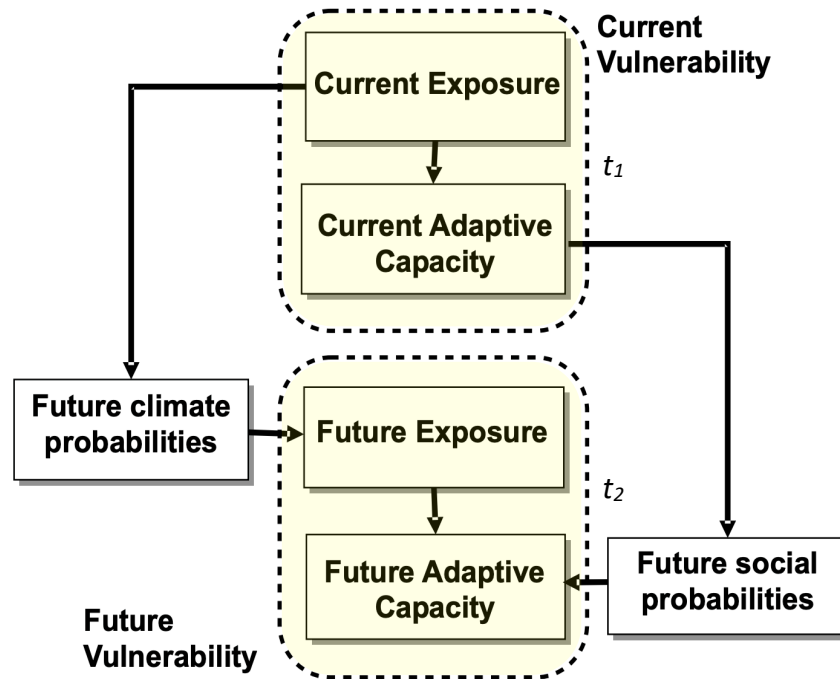 Current
Vulnerability
Current Exposure
t1
Current Adaptive
Capacity
Future climate
probabilities
Future Exposure
t2
Future Adaptive
Capacity
Future social
probabilities
Future
Vulnerability